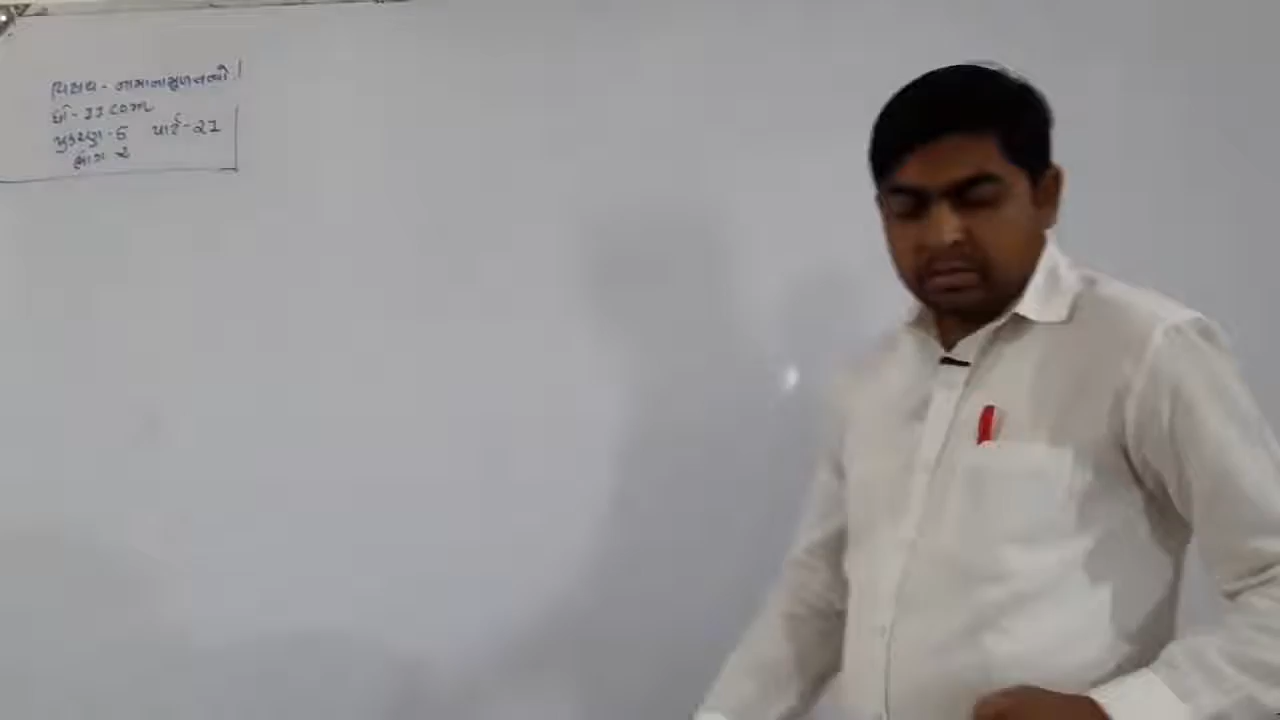 વિષય - નામાનામૂળતત્વો
ધો - 11 com
પ્રકરણ - 6 પાર્ટ - 21
ભાગ 2